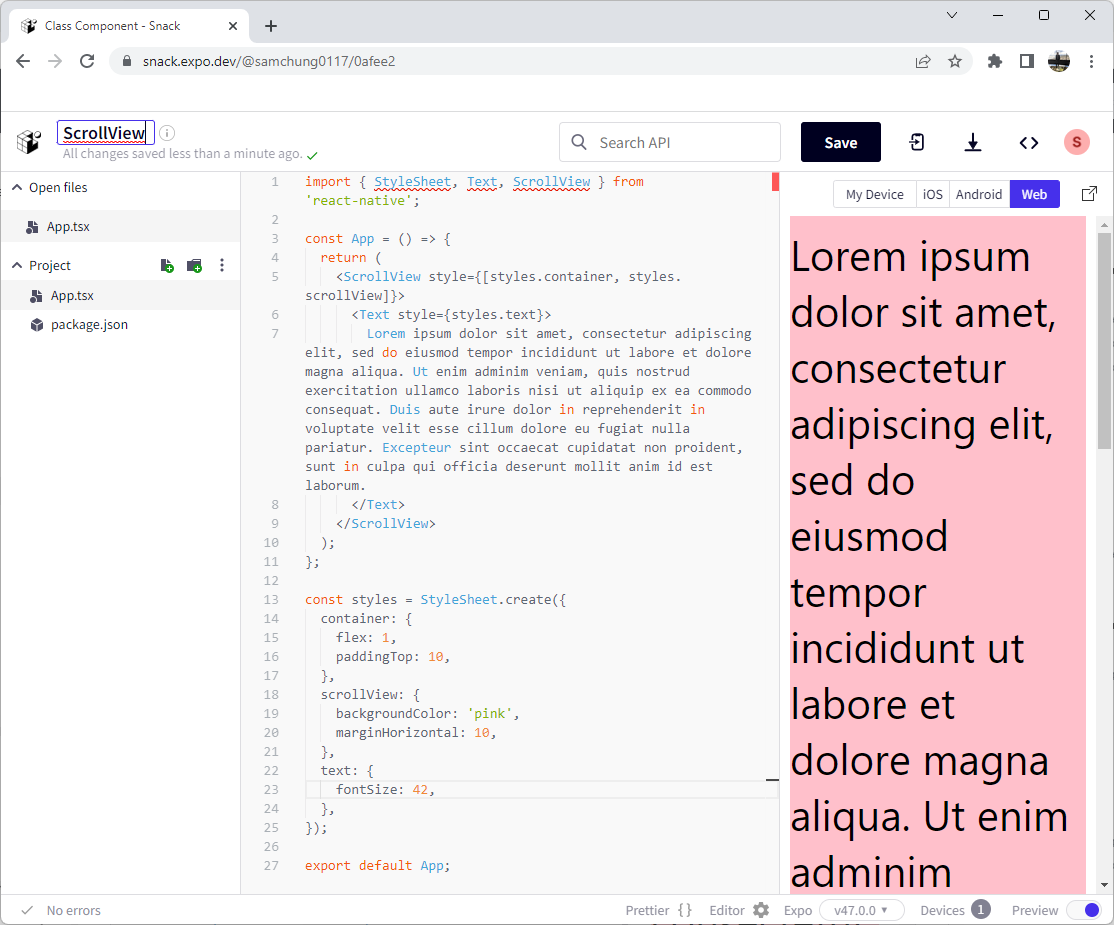 Class Component - Snack
snack.expo.dev/@samchung0117/0afee2
ScrollView
All changes saved less than a minute ago.
Search API
Save
S
Open files
App.tsx
Project
App.tsx
package.json
1 import { StyleSheet, Text, ScrollView } from
'react-native';
2
3 const App = () => {
4 return (
5 <ScrollView style={[styles.container, styles.
scrollView]}>
6 <Text style={styles.text}>
7 Lorem ipsum dolor sit amet, consectetur adipiscing
elit, sed do eiusmod tempor incididunt ut labore et dolore
magna aliqua. Ut enim adminim veniam, quis nostrud
exercitation ullamco laboris nisi ut aliquip ex ea commodo
consequat. Duis aute irure dolor in reprehenderit in
voluptate velit esse cillum dolore eu fugiat nulla
pariatur. Excepteur sint occaecat cupidatat non proident,
sunt in culpa qui officia deserunt mollit anim id est
laborum.
8 </Text>
9 </ScrollView>
10 );
11 };
12
13 const styles = StyleSheet.create({
14 container: {
15 flex: 1,
16 paddingTop: 10,
17 },
18 scrollView: {
19 backgroundColor: 'pink',
20 marginHorizontal: 10,
21 },
22 text: {
23 fontSize: 42,
24 },
25 });
26
27 export default App;
My Device iOS Android Web
Lorem ipsum
dolor sit amet,
consectetur
adipiscing elit,
sed do
eiusmod
tempor
incididunt ut
labore et
dolore magna
aliqua. Ut enim
adminim
No errors
Prettier {} Editor Expo v47.0.0 Devices 1 Preview